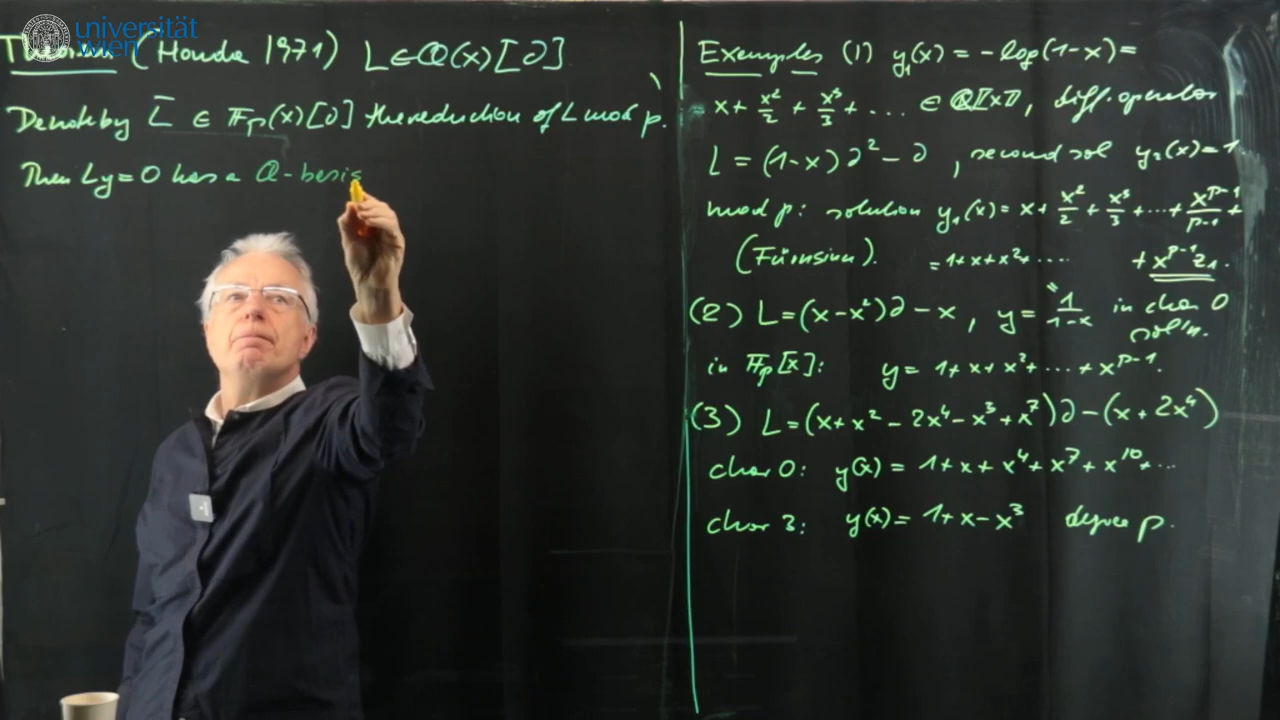 universität
wien
Theorem (Honda 1971) L∈ℚ(x)[∂]
Denote by L̄ ∈ 𝔽p(x)[∂] the reduction of L mod p.
Then Ly=0 has a ℚ-basis
Examples (1) y₁(x) = -log(1-x) =
= x + x²/2 + x³/3 + .... ∈ ℚ⟦x⟧, diff. operator
L = (1-x)∂² - ∂ , second sol y₂(x)=1.
mod p: solution y₁(x) = x + x²/2 + x³/3 + ... + x^(p-1)/(p-1) +
= 1+x+x²+..... + x^(p-1) z₁.
(2) L=(x-x²)∂ - x , y = 1/(1-x) in char 0
sol'n.
in 𝔽p[x]: y = 1+x+x²+...+x^(p-1).
(3) L=(x+x²-2x⁴-x⁵+x⁷)∂-(x+2x⁴)
char 0: y(x) = 1+x+x⁴+x⁷+x¹⁰+...
char 3: y(x) = 1+x-x³ degree p.